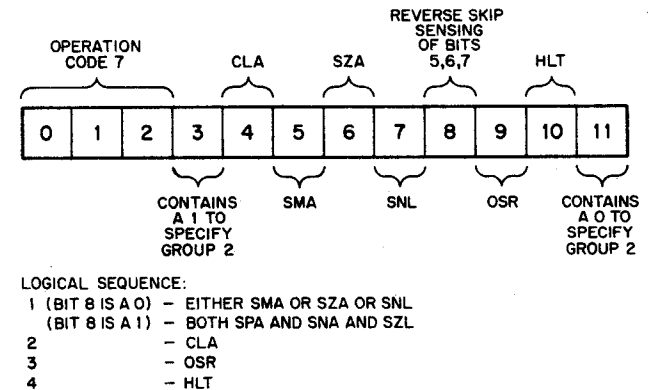 OPERATION
CODE 7
CLA
SZA
REVERSE SKIP
SENSING
OF BITS
5,6,7
HLT
0 1 2 3 4 5 6 7 8 9 10 11
CONTAINS
A 1 TO
SPECIFY
GROUP 2
SMA
SNL
OSR
CONTAINS
A 0 TO
SPECIFY
GROUP 2
LOGICAL SEQUENCE:
1 (BIT 8 IS A 0) – EITHER SMA OR SZA OR SNL
(BIT 8 IS A 1) – BOTH SPA AND SNA AND SZL
2 – CLA
3 – OSR
4 – HLT